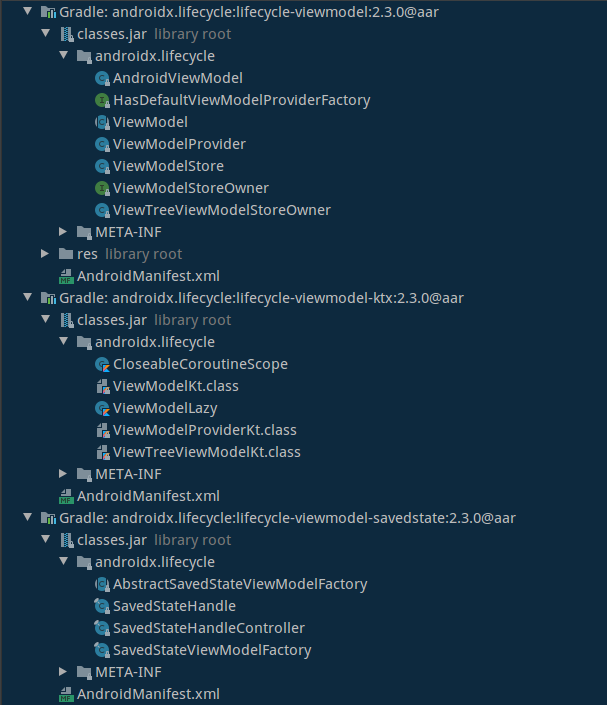 Gradle: androidx.lifecycle:lifecycle-viewmodel:2.3.0@aar
classes.jar library root
androidx.lifecycle
AndroidViewModel
HasDefaultViewModelProviderFactory
ViewModel
ViewModelProvider
ViewModelStore
ViewModelStoreOwner
ViewTreeViewModelStoreOwner
META-INF
res library root
AndroidManifest.xml
Gradle: androidx.lifecycle:lifecycle-viewmodel-ktx:2.3.0@aar
classes.jar library root
androidx.lifecycle
CloseableCoroutineScope
ViewModelKt.class
ViewModelLazy
ViewModelProviderKt.class
ViewTreeViewModelKt.class
META-INF
AndroidManifest.xml
Gradle: androidx.lifecycle:lifecycle-viewmodel-savedstate:2.3.0@aar
classes.jar library root
androidx.lifecycle
AbstractSavedStateViewModelFactory
SavedStateHandle
SavedStateHandleController
SavedStateViewModelFactory
META-INF
AndroidManifest.xml